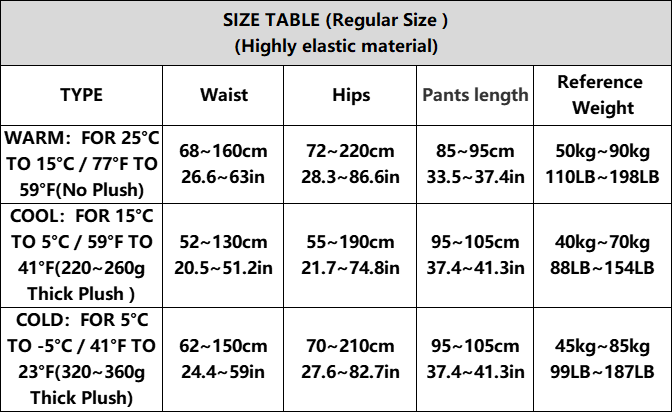 SIZE TABLE (Regular Size )
(Highly elastic material)
TYPE
Waist
Hips
Pants length
Reference
Weight
WARM：FOR 25°C
TO 15°C / 77°F TO
59°F(No Plush)
68~160cm
26.6~63in
72~220cm
28.3~86.6in
85~95cm
33.5~37.4in
50kg~90kg
110LB~198LB
COOL：FOR 15°C
TO 5°C / 59°F TO
41°F(220~260g
Thick Plush )
52~130cm
20.5~51.2in
55~190cm
21.7~74.8in
95~105cm
37.4~41.3in
40kg~70kg
88LB~154LB
COLD：FOR 5°C
TO -5°C / 41°F TO
23°F(320~360g
Thick Plush)
62~150cm
24.4~59in
70~210cm
27.6~82.7in
95~105cm
37.4~41.3in
45kg~85kg
99LB~187LB